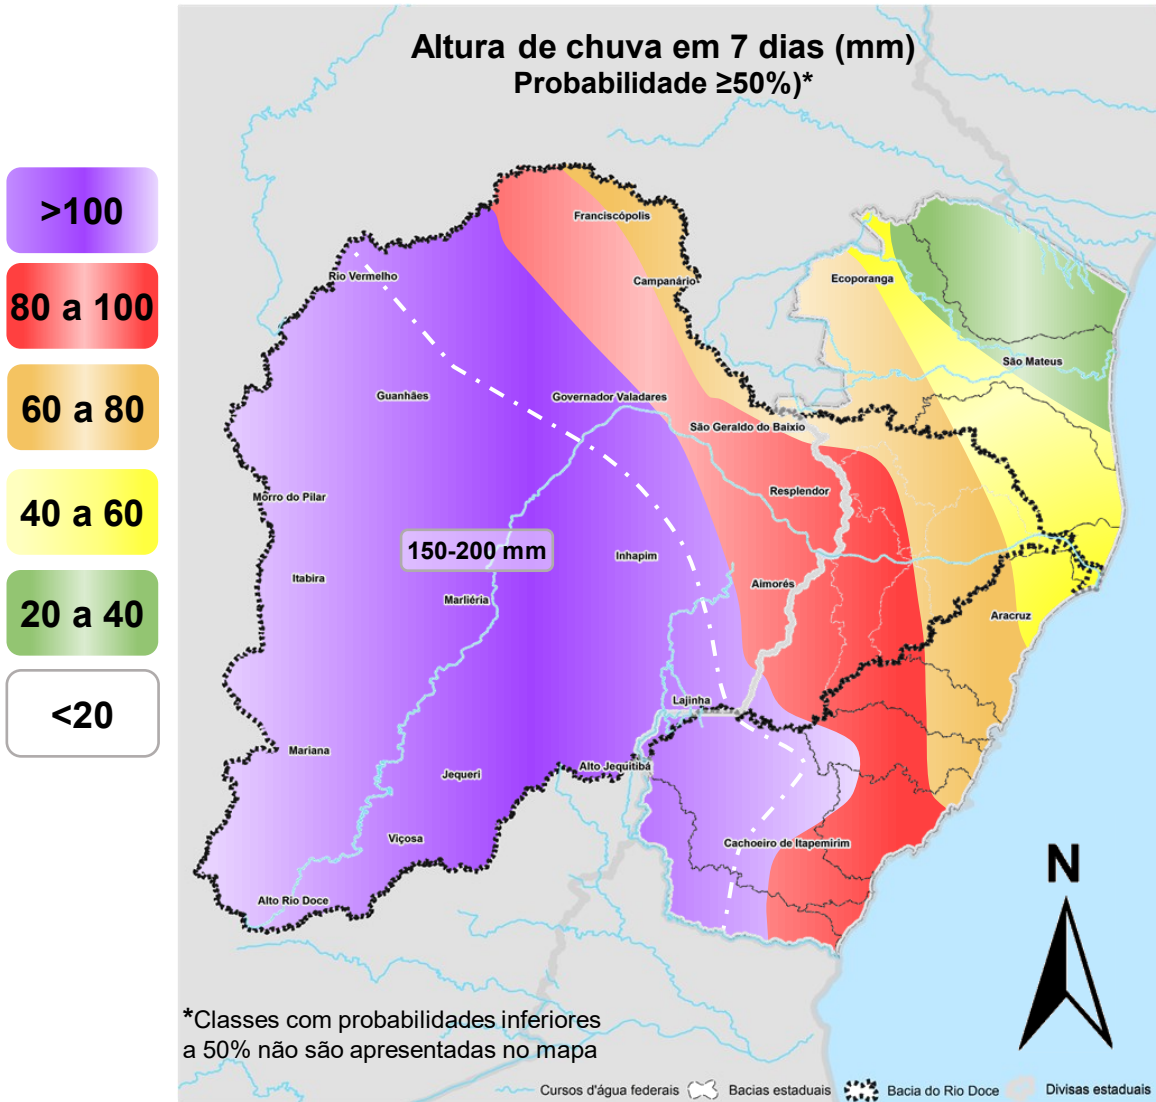 Altura de chuva em 7 dias (mm)
Probabilidade ≥50%)*
>100
80 a 100
60 a 80
40 a 60
20 a 40
<20
Franciscópolis
Rio Vermelho
Campanário
Ecoporanga
São Mateus
Guanhães
Governador Valadares
São Geraldo do Baixio
Morro do Pilar
Resplendor
150-200 mm
Inhapim
Itabira
Marliéria
Aimorés
Aracruz
Lajinha
Mariana
Jequeri
Alto Jequitibá
Viçosa
Cachoeiro de Itapemirim
Alto Rio Doce
N
*Classes com probabilidades inferiores
a 50% não são apresentadas no mapa
Cursos d'água federais Bacias estaduais Bacia do Rio Doce Divisas estaduais